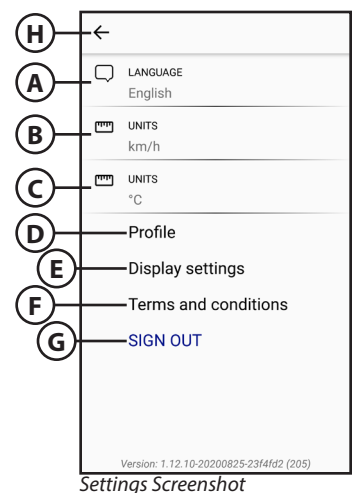 H
A LANGUAGE
English
B UNITS
km/h
C UNITS
°C
D Profile
E Display settings
F Terms and conditions
G SIGN OUT
Version: 1.12.10-20200825-23f4fd2 (205)
Settings Screenshot